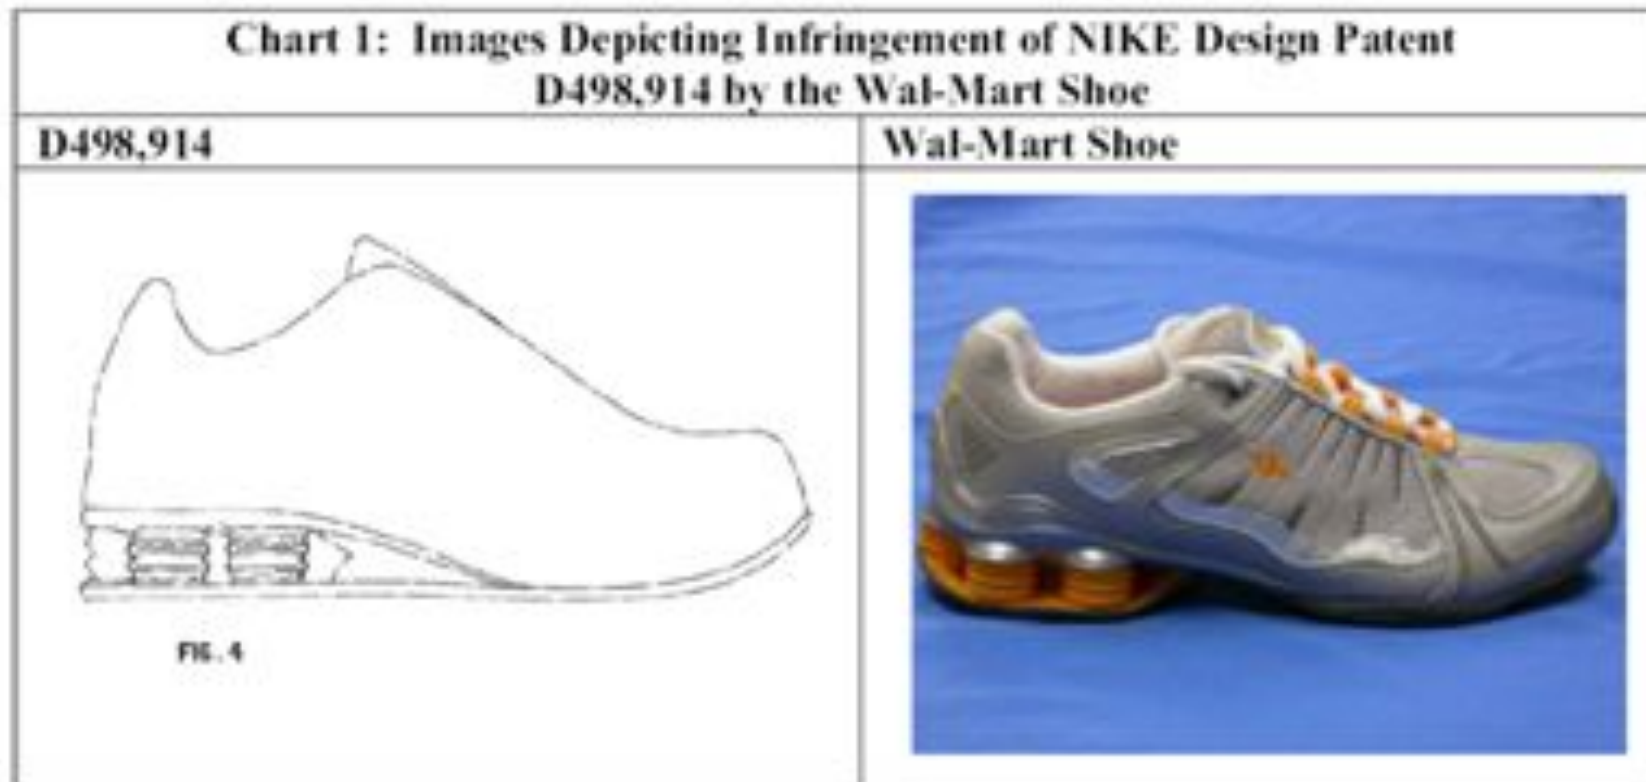 Chart 1: Images Depicting Infringement of NIKE Design Patent
D498,914 by the Wal-Mart Shoe
D498,914
Wal-Mart Shoe
FIG. 4